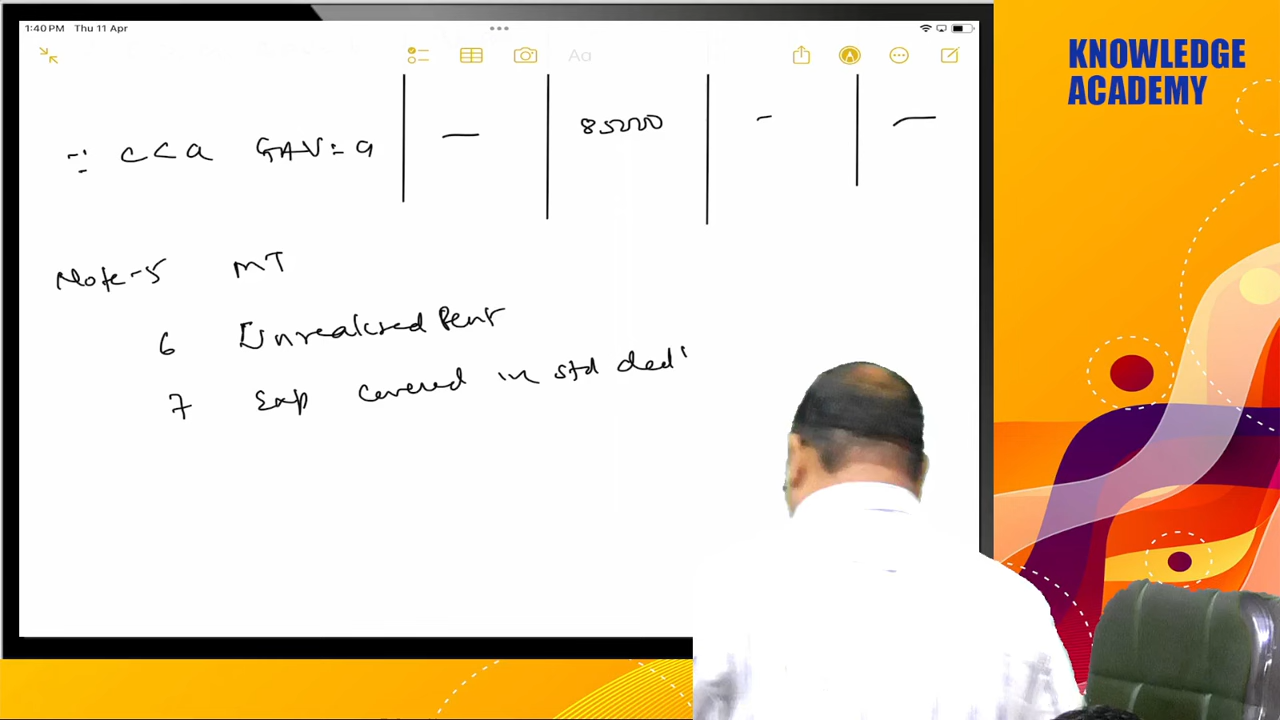 1:40 PM Thu 11 Apr
Aa
KNOWLEDGE
ACADEMY
∵ c < a GAV = a — 85200 - —
Note-5 MT
6 Unrealised Rent
7 Exp covered in std ded'